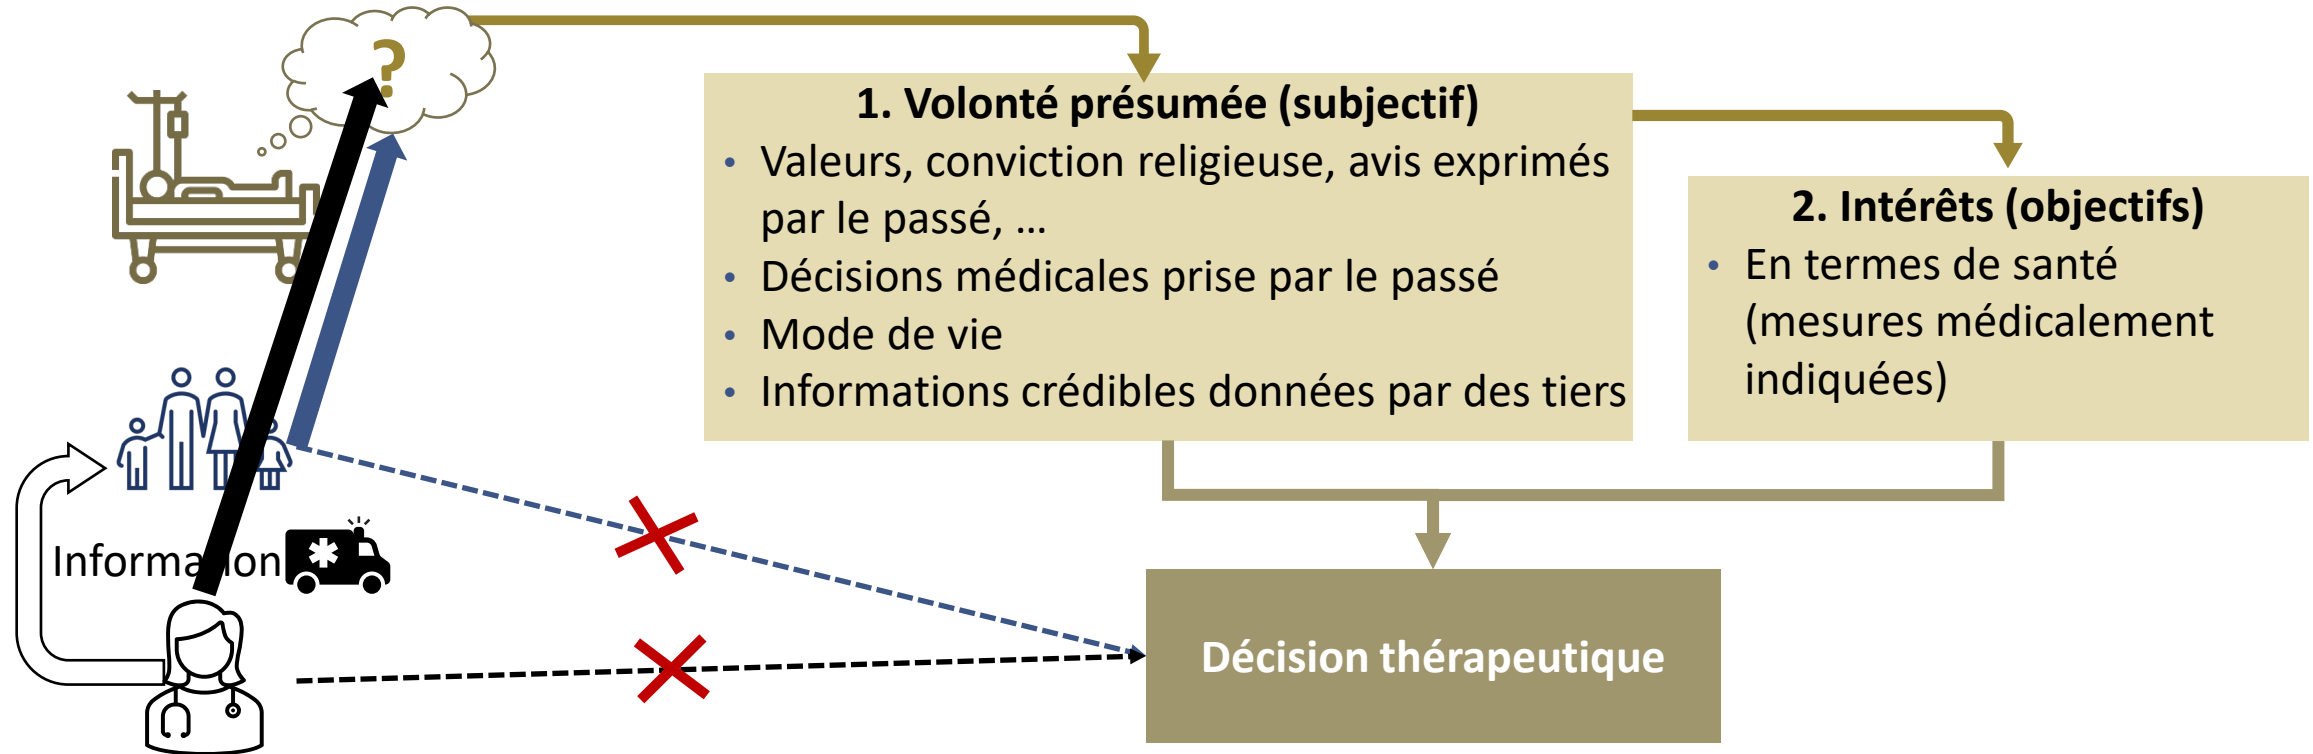 ?
1. Volonté présumée (subjectif)
• Valeurs, conviction religieuse, avis exprimés
par le passé, ...
• Décisions médicales prise par le passé
• Mode de vie
• Informations crédibles données par des tiers
2. Intérêts (objectifs)
• En termes de santé
(mesures médicalement
indiquées)
Information
Décision thérapeutique